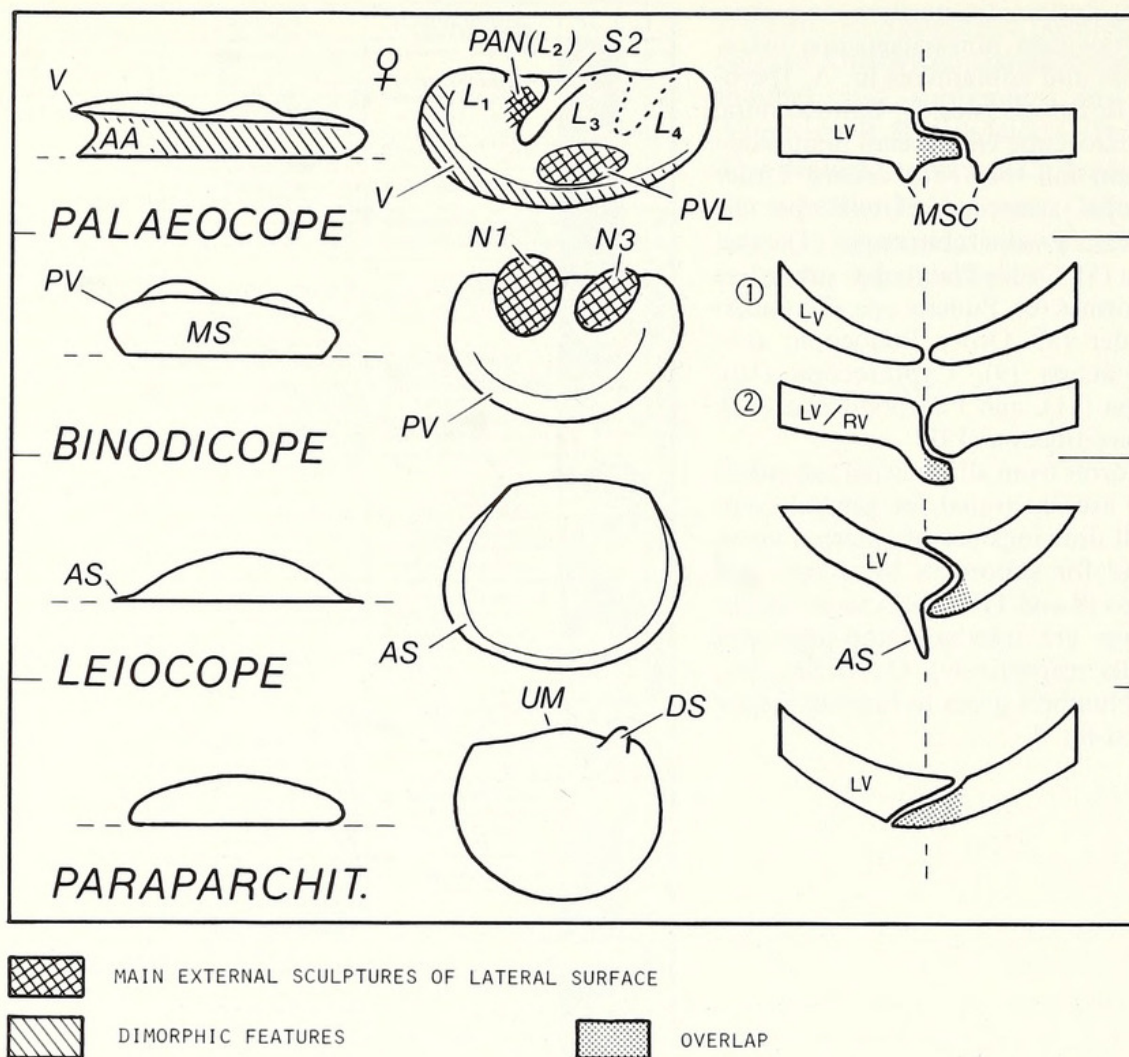 PAN(L2) S2
V ♀ L1 L3 L4 LV
AA
V PVL MSC
PALAEOCOPE
N1 N3
PV MS ① LV
PV ② LV/RV
BINODICOPE
LV
AS AS AS
LEIOCOPE
UM DS
LV
PARAPARCHIT.
MAIN EXTERNAL SCULPTURES OF LATERAL SURFACE
DIMORPHIC FEATURES OVERLAP